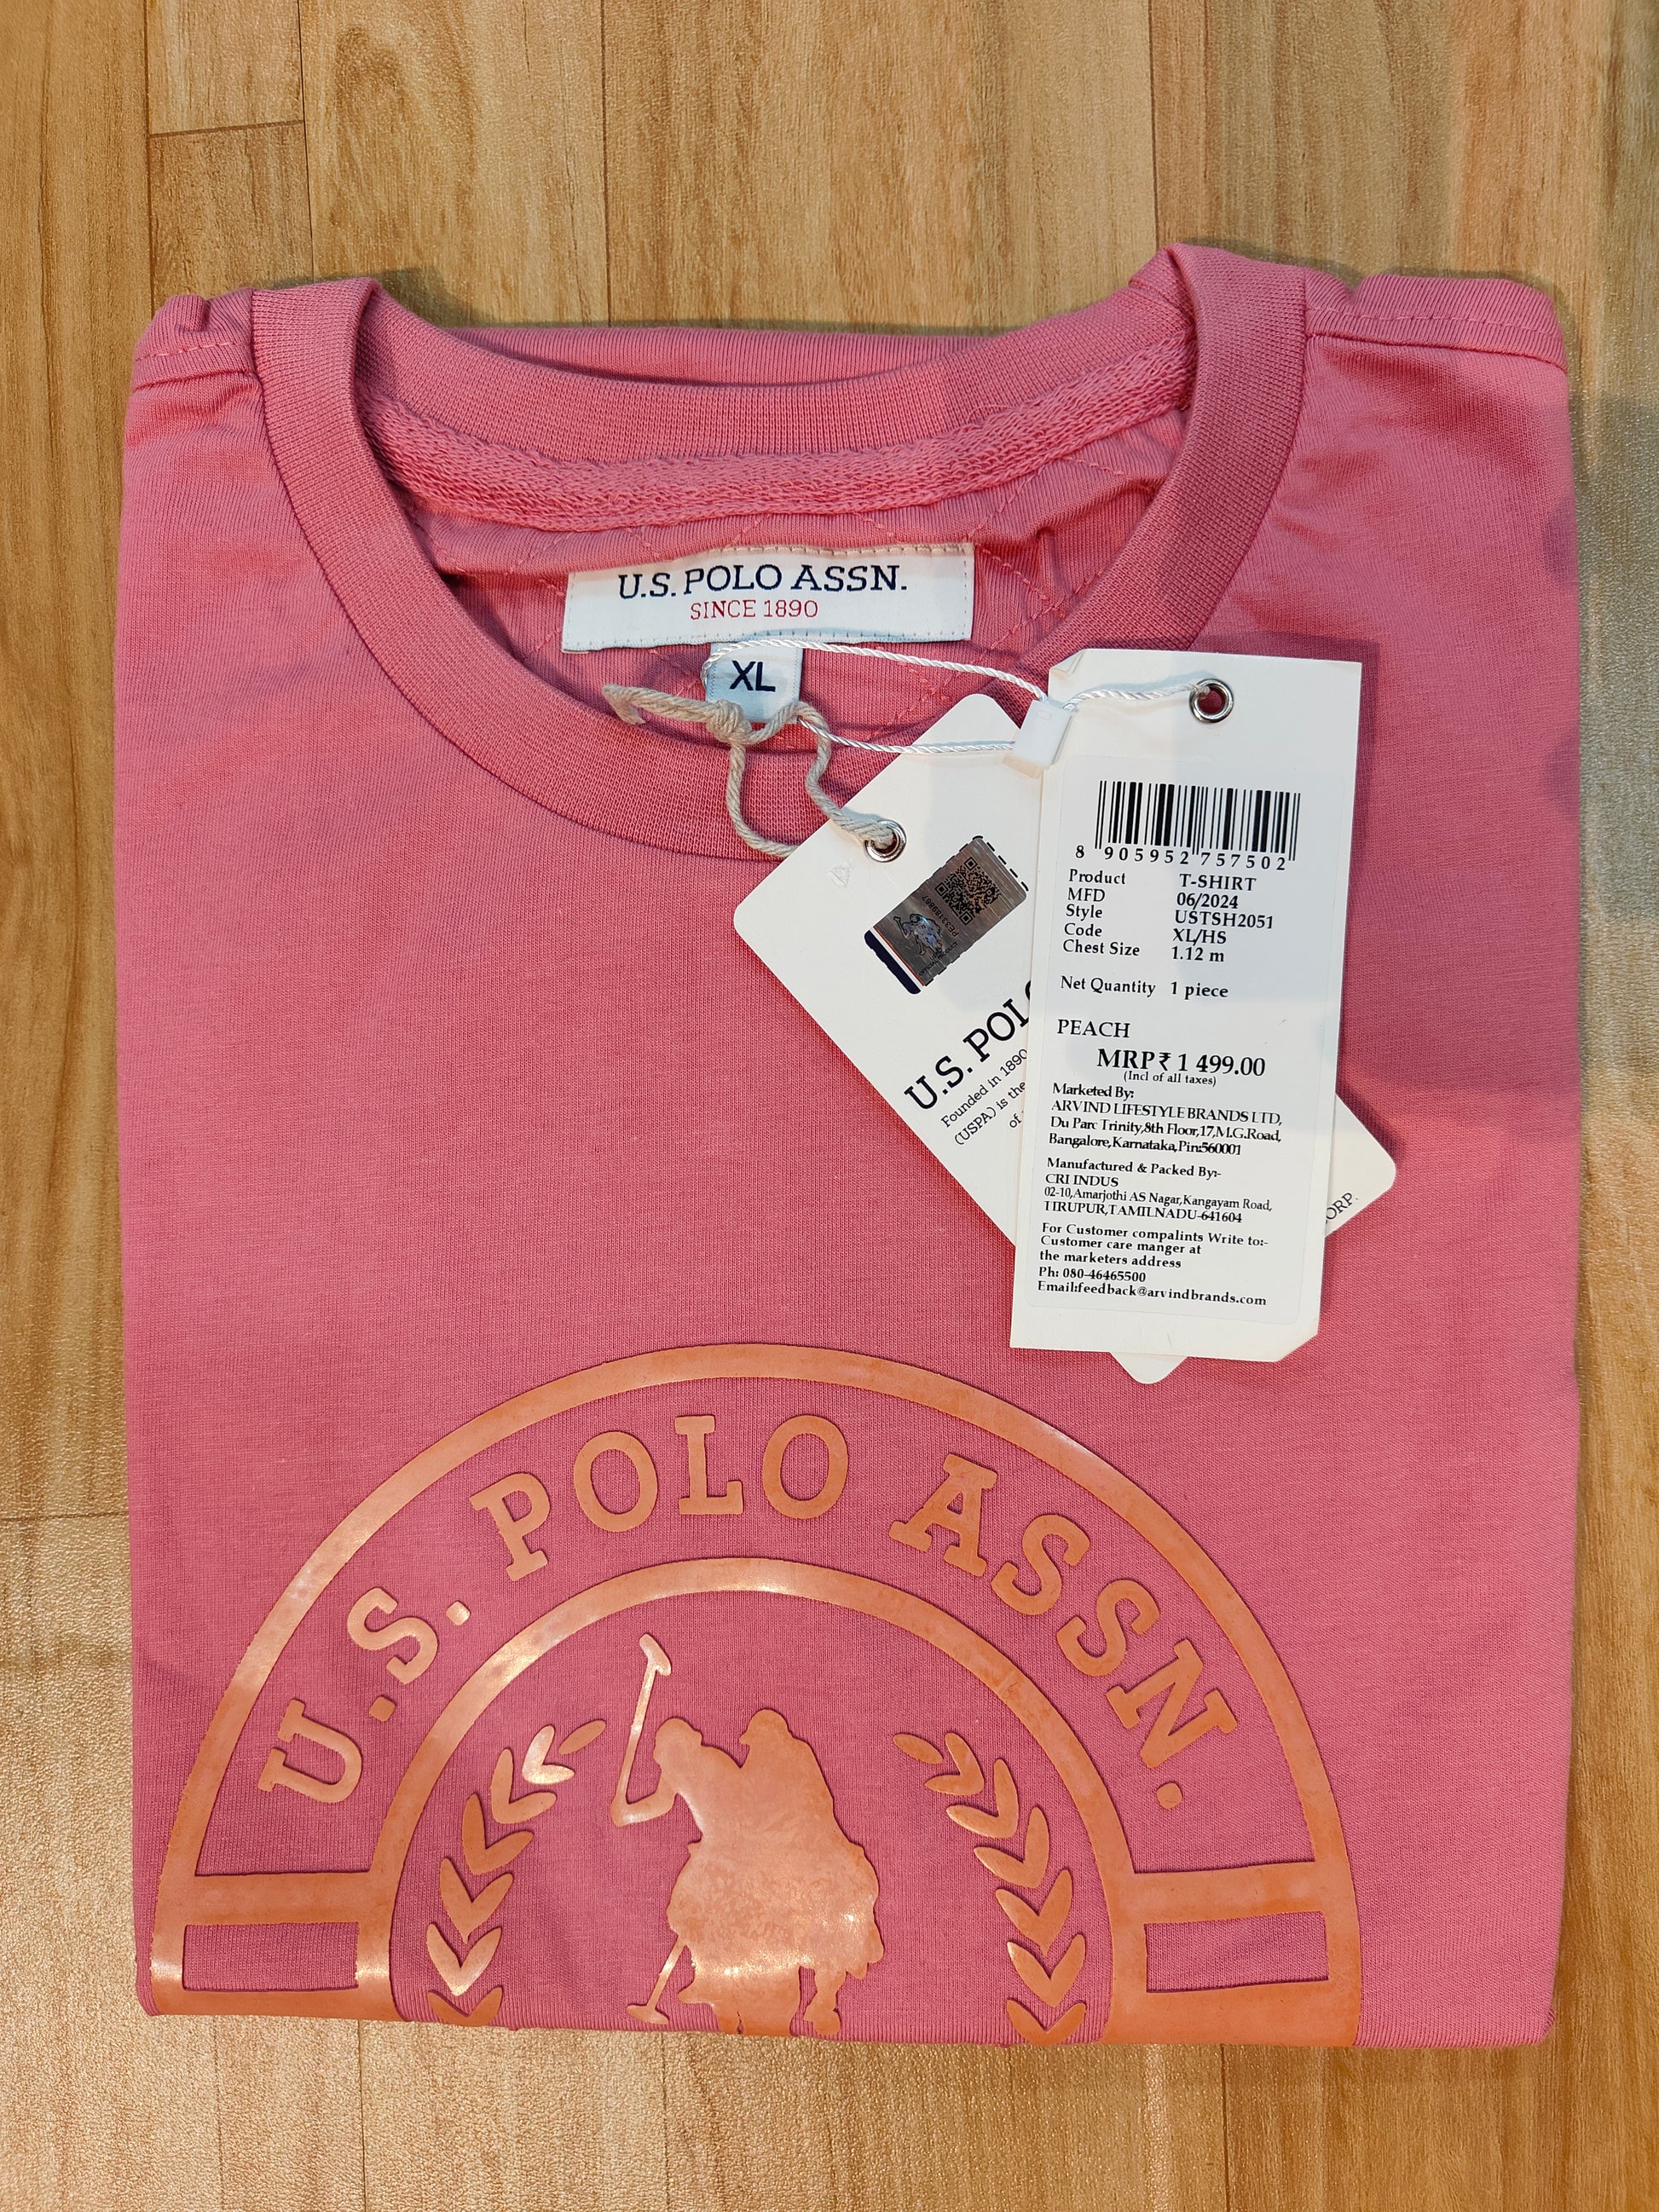 U.S. POLO ASSN.
SINCE 1890
XL
8 905952 757502
Product T-SHIRT
MFD 06/2024
Style USTSH2051
Code XL/HS
Chest Size 1.12 m
Net Quantity 1 piece
PEACH
MRP ₹ 1 499.00
(Incl of all taxes)
Marketed By:
ARVIND LIFESTYLE BRANDS LTD,
Du Parc Trinity,8th Floor,17,M.G.Road,
Bangalore,Karnataka,Pin:560001
Manufactured & Packed By:-
CRI INDUS
02-10,Amarjothi AS Nagar,Kangayam Road,
TIRUPUR,TAMILNADU-641604
For Customer compalints Write to:-
Customer care manger at
the marketers address
Ph: 080-46465500
Email:feedback@arvindbrands.com
U.S. POLO
Founded in 1890
(USPA) is the
of
ORP.
U.S. POLO ASSN.